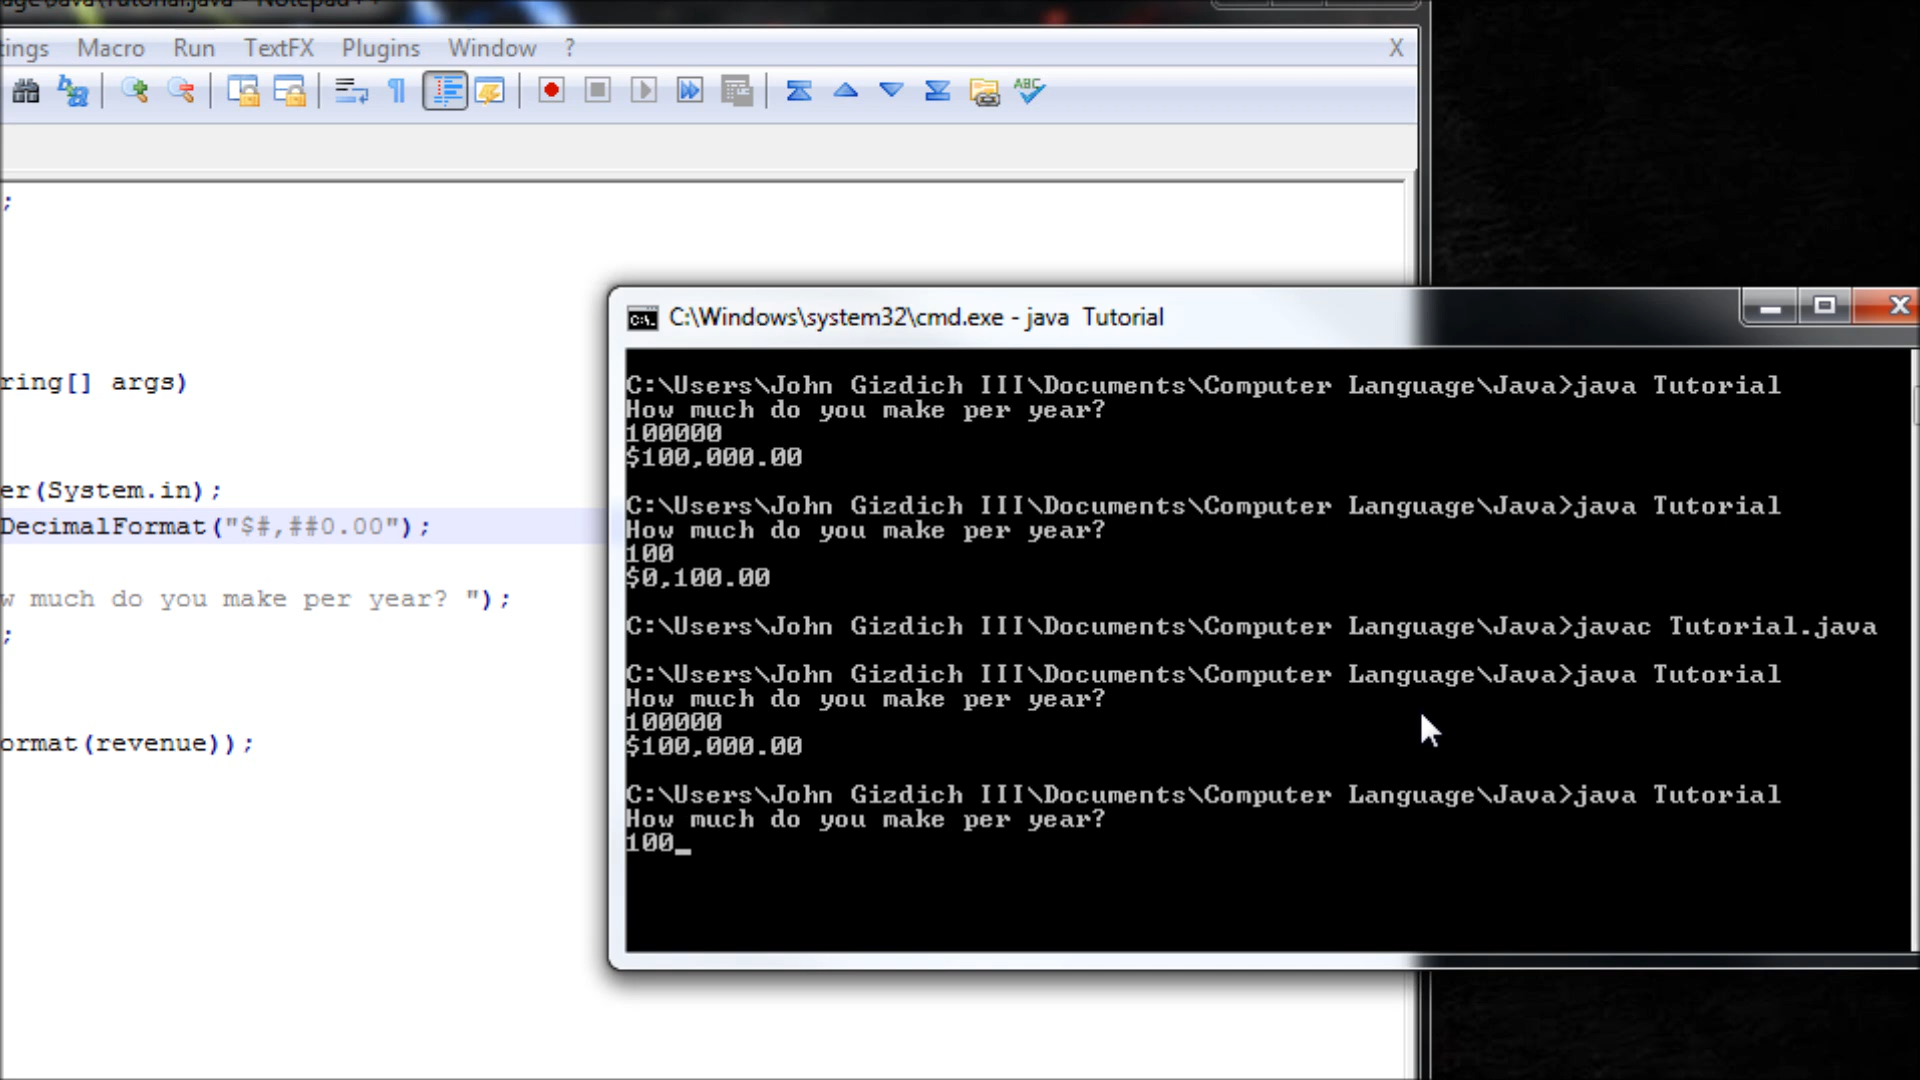 tings Macro Run TextFX Plugins Window ? X
ABC
;
ring[] args)
er(System.in);
DecimalFormat("$#,##0.00");
w much do you make per year? ");
;
ormat(revenue));
C:\Windows\system32\cmd.exe - java  Tutorial
C:\Users\John Gizdich III\Documents\Computer Language\Java>java Tutorial
How much do you make per year?
100000
$100,000.00
C:\Users\John Gizdich III\Documents\Computer Language\Java>java Tutorial
How much do you make per year?
100
$0,100.00
C:\Users\John Gizdich III\Documents\Computer Language\Java>javac Tutorial.java
C:\Users\John Gizdich III\Documents\Computer Language\Java>java Tutorial
How much do you make per year?
100000
$100,000.00
C:\Users\John Gizdich III\Documents\Computer Language\Java>java Tutorial
How much do you make per year?
100_